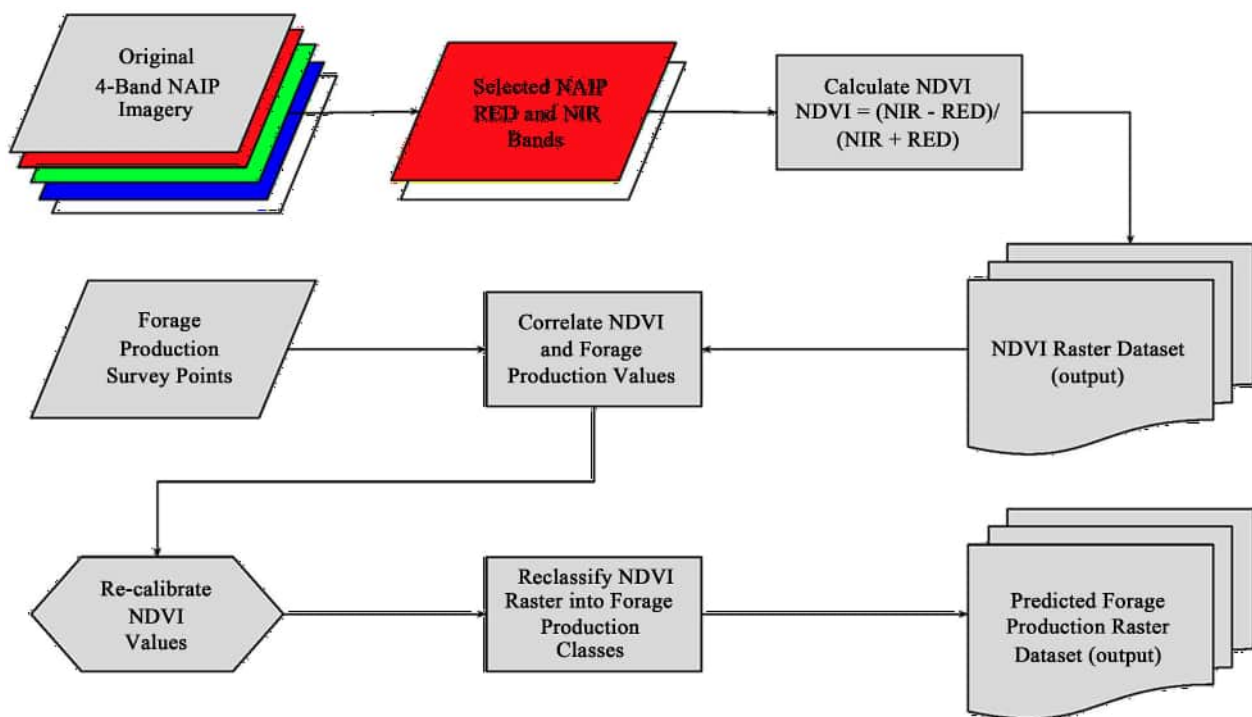 Original
4-Band NAIP
Imagery
Selected NAIP
RED and NIR
Bands
Calculate NDVI
NDVI = (NIR - RED)/
(NIR + RED)
Forage
Production
Survey Points
Correlate NDVI
and Forage
Production Values
NDVI Raster Dataset
(output)
Re-calibrate
NDVI
Values
Reclassify NDVI
Raster into Forage
Production
Classes
Predicted Forage
Production Raster
Dataset (output)